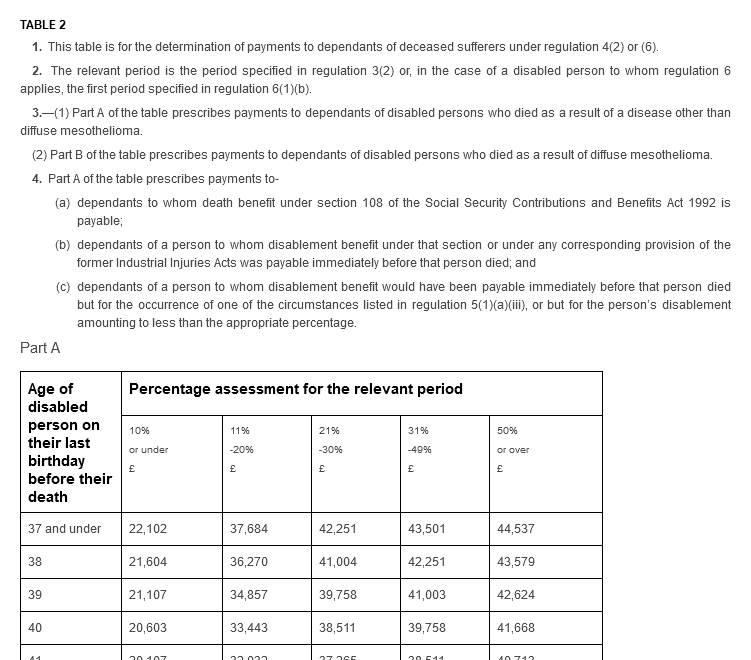 TABLE 2
1. This table is for the determination of payments to dependants of deceased sufferers under regulation 4(2) or (6).
2. The relevant period is the period specified in regulation 3(2) or, in the case of a disabled person to whom regulation 6
applies, the first period specified in regulation 6(1)(b).
3.—(1) Part A of the table prescribes payments to dependants of disabled persons who died as a result of a disease other than
diffuse mesothelioma.
(2) Part B of the table prescribes payments to dependants of disabled persons who died as a result of diffuse mesothelioma.
4. Part A of the table prescribes payments to-
(a) dependants to whom death benefit under section 108 of the Social Security Contributions and Benefits Act 1992 is
payable;
(b) dependants of a person to whom disablement benefit under that section or under any corresponding provision of the
former Industrial Injuries Acts was payable immediately before that person died; and
(c) dependants of a person to whom disablement benefit would have been payable immediately before that person died
but for the occurrence of one of the circumstances listed in regulation 5(1)(a)(iii), or but for the person's disablement
amounting to less than the appropriate percentage.
Part A
Age of
disabled
person on
their last
birthday
before their
death
Percentage assessment for the relevant period
10% 11% 21% 31% 50%
or under -20% -30% -49% or over
£ £ £ £ £
37 and under 22,102 37,684 42,251 43,501 44,537
38 21,604 36,270 41,004 42,251 43,579
39 21,107 34,857 39,758 41,003 42,624
40 20,603 33,443 38,511 39,758 41,668